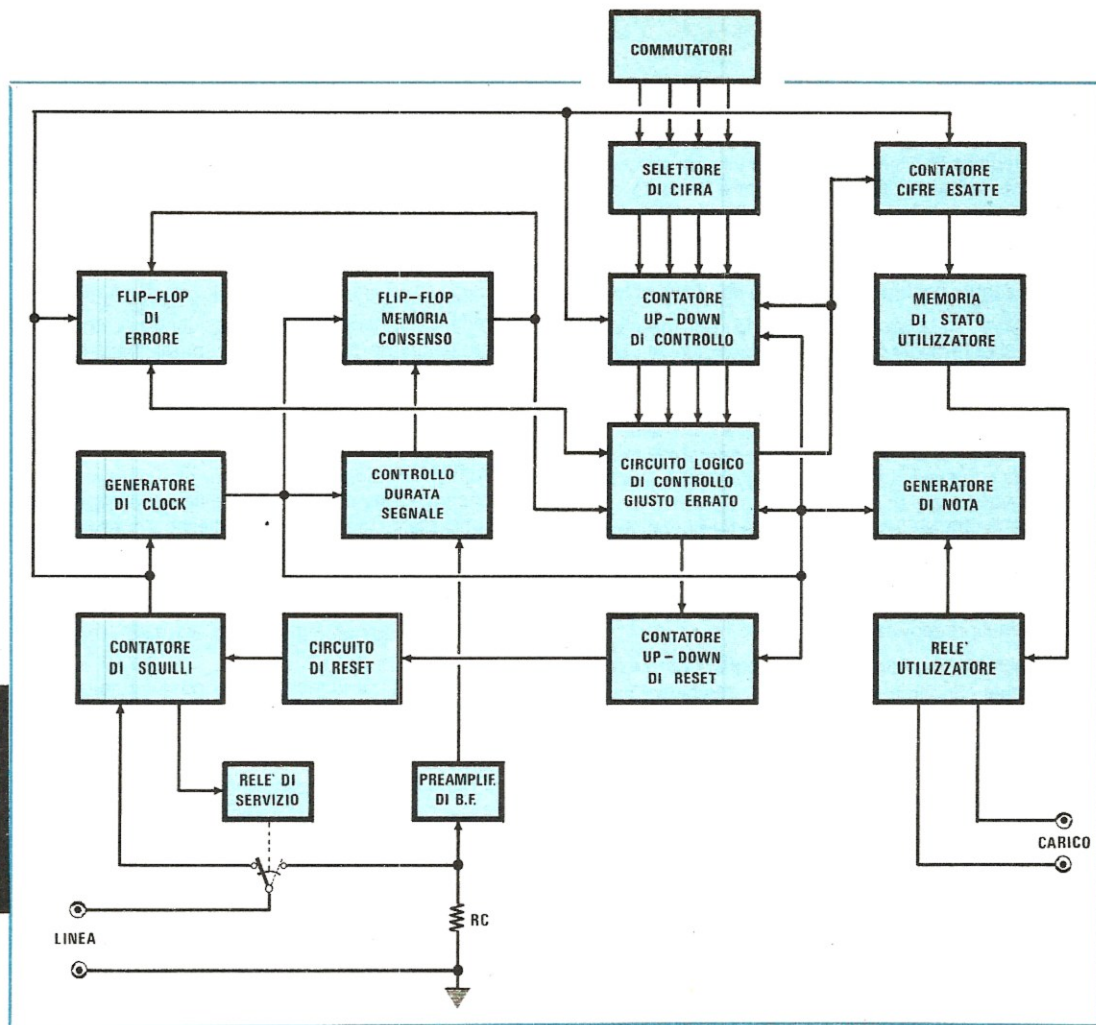 COMMUTATORI
SELETTORE
DI CIFRA
CONTATORE
CIFRE ESATTE
FLIP-FLOP
DI
ERRORE
FLIP-FLOP
MEMORIA
CONSENSO
CONTATORE
UP-DOWN
DI CONTROLLO
MEMORIA
DI STATO
UTILIZZATORE
GENERATORE
DI CLOCK
CONTROLLO
DURATA
SEGNALE
CIRCUITO LOGICO
DI CONTROLLO
GIUSTO ERRATO
GENERATORE
DI NOTA
CONTATORE
DI SQUILLI
CIRCUITO
DI RESET
CONTATORE
UP-DOWN
DI RESET
RELE'
UTILIZZATORE
RELE' DI
SERVIZIO
PREAMPLIF.
DI B.F.
CARICO
RC
LINEA